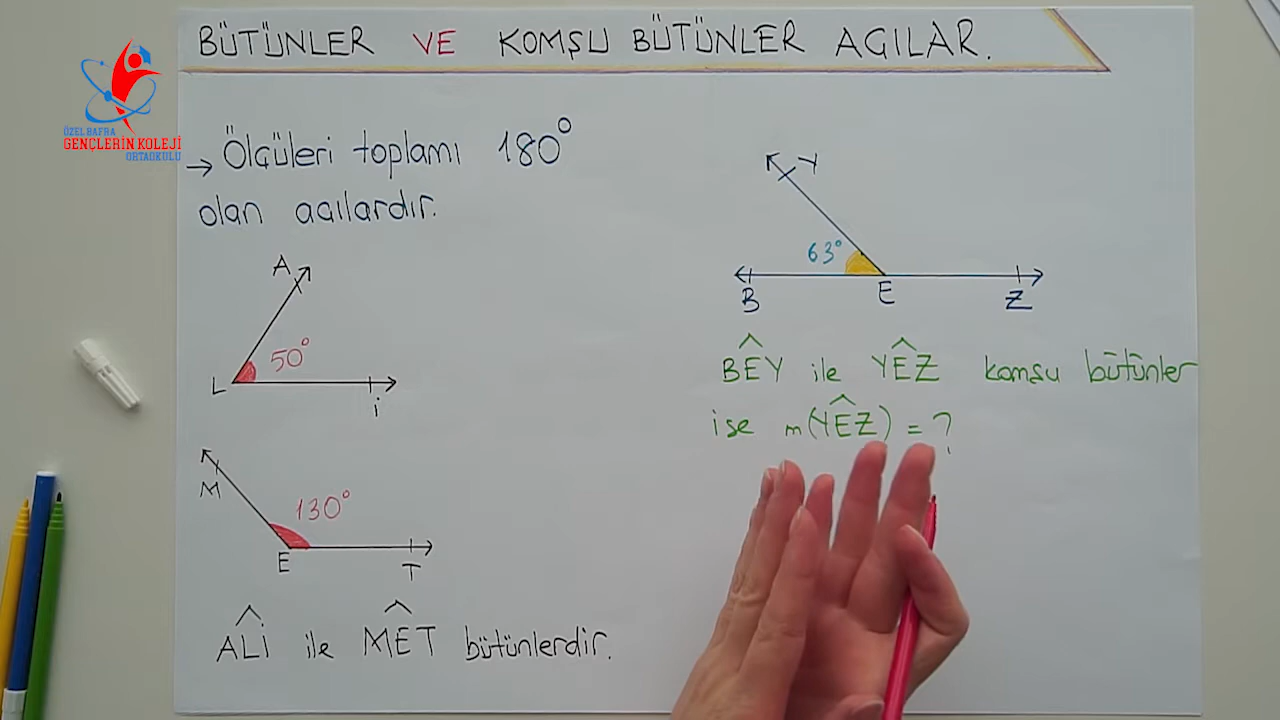 BÜTÜNLER VE KOMŞU BÜTÜNLER AÇILAR.
ÖZEL BAFRA
GENÇLERİN KOLEJİ
ORTAOKULU
→ Ölçüleri toplamı 180°
olan açılardır.
A
50°
L
İ
M
130°
E
T
ALİ ile MET bütünlerdir.
Y
63°
B
E
Z
BEY ile YEZ komşu bütünler
ise m(YEZ) = ?